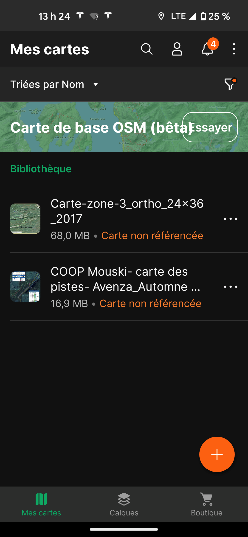 13 h 24 LTE 25 %
Mes cartes
4
Triées par Nom
Carte de base OSM (bêta)
Essayer
Bibliothèque
Carte-zone-3_ortho_24x36
_2017
68,0 MB • Carte non référencée
COOP Mouski- carte des
pistes- Avenza_Automne ...
16,9 MB • Carte non référencée
Mes cartes
Calques
Boutique